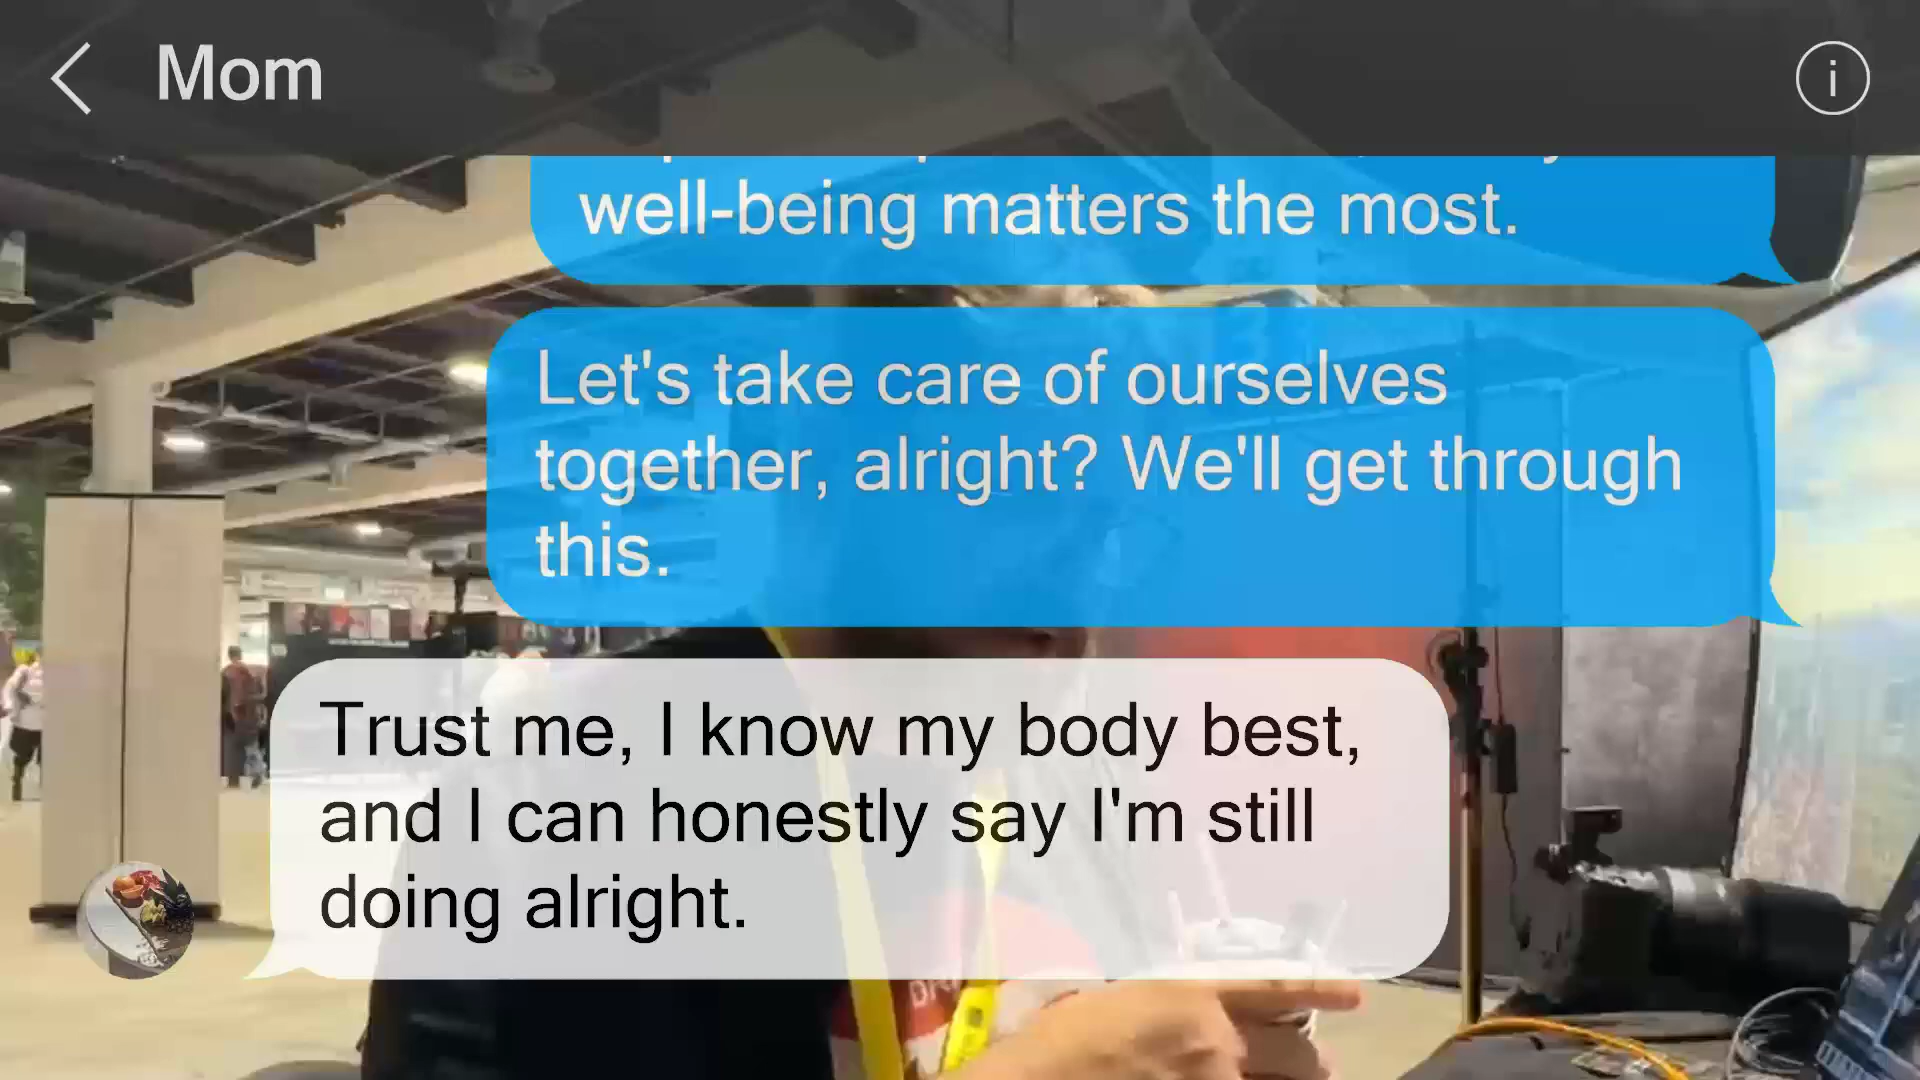 Mom
well-being matters the most.
Let's take care of ourselves
together, alright? We'll get through
this.
Trust me, I know my body best,
and I can honestly say I'm still
doing alright.